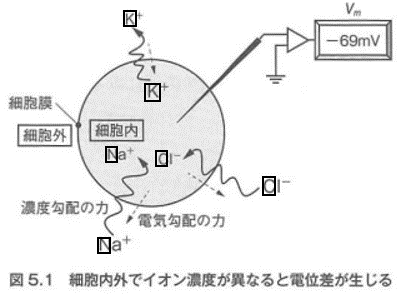 K⁺
Vm
−69mV
K⁺
細胞膜
細胞外
細胞内
Na⁺
Cl⁻
Cl⁻
濃度勾配の力
電気勾配の力
Na⁺
図 5.1 細胞内外でイオン濃度が異なると電位差が生じる